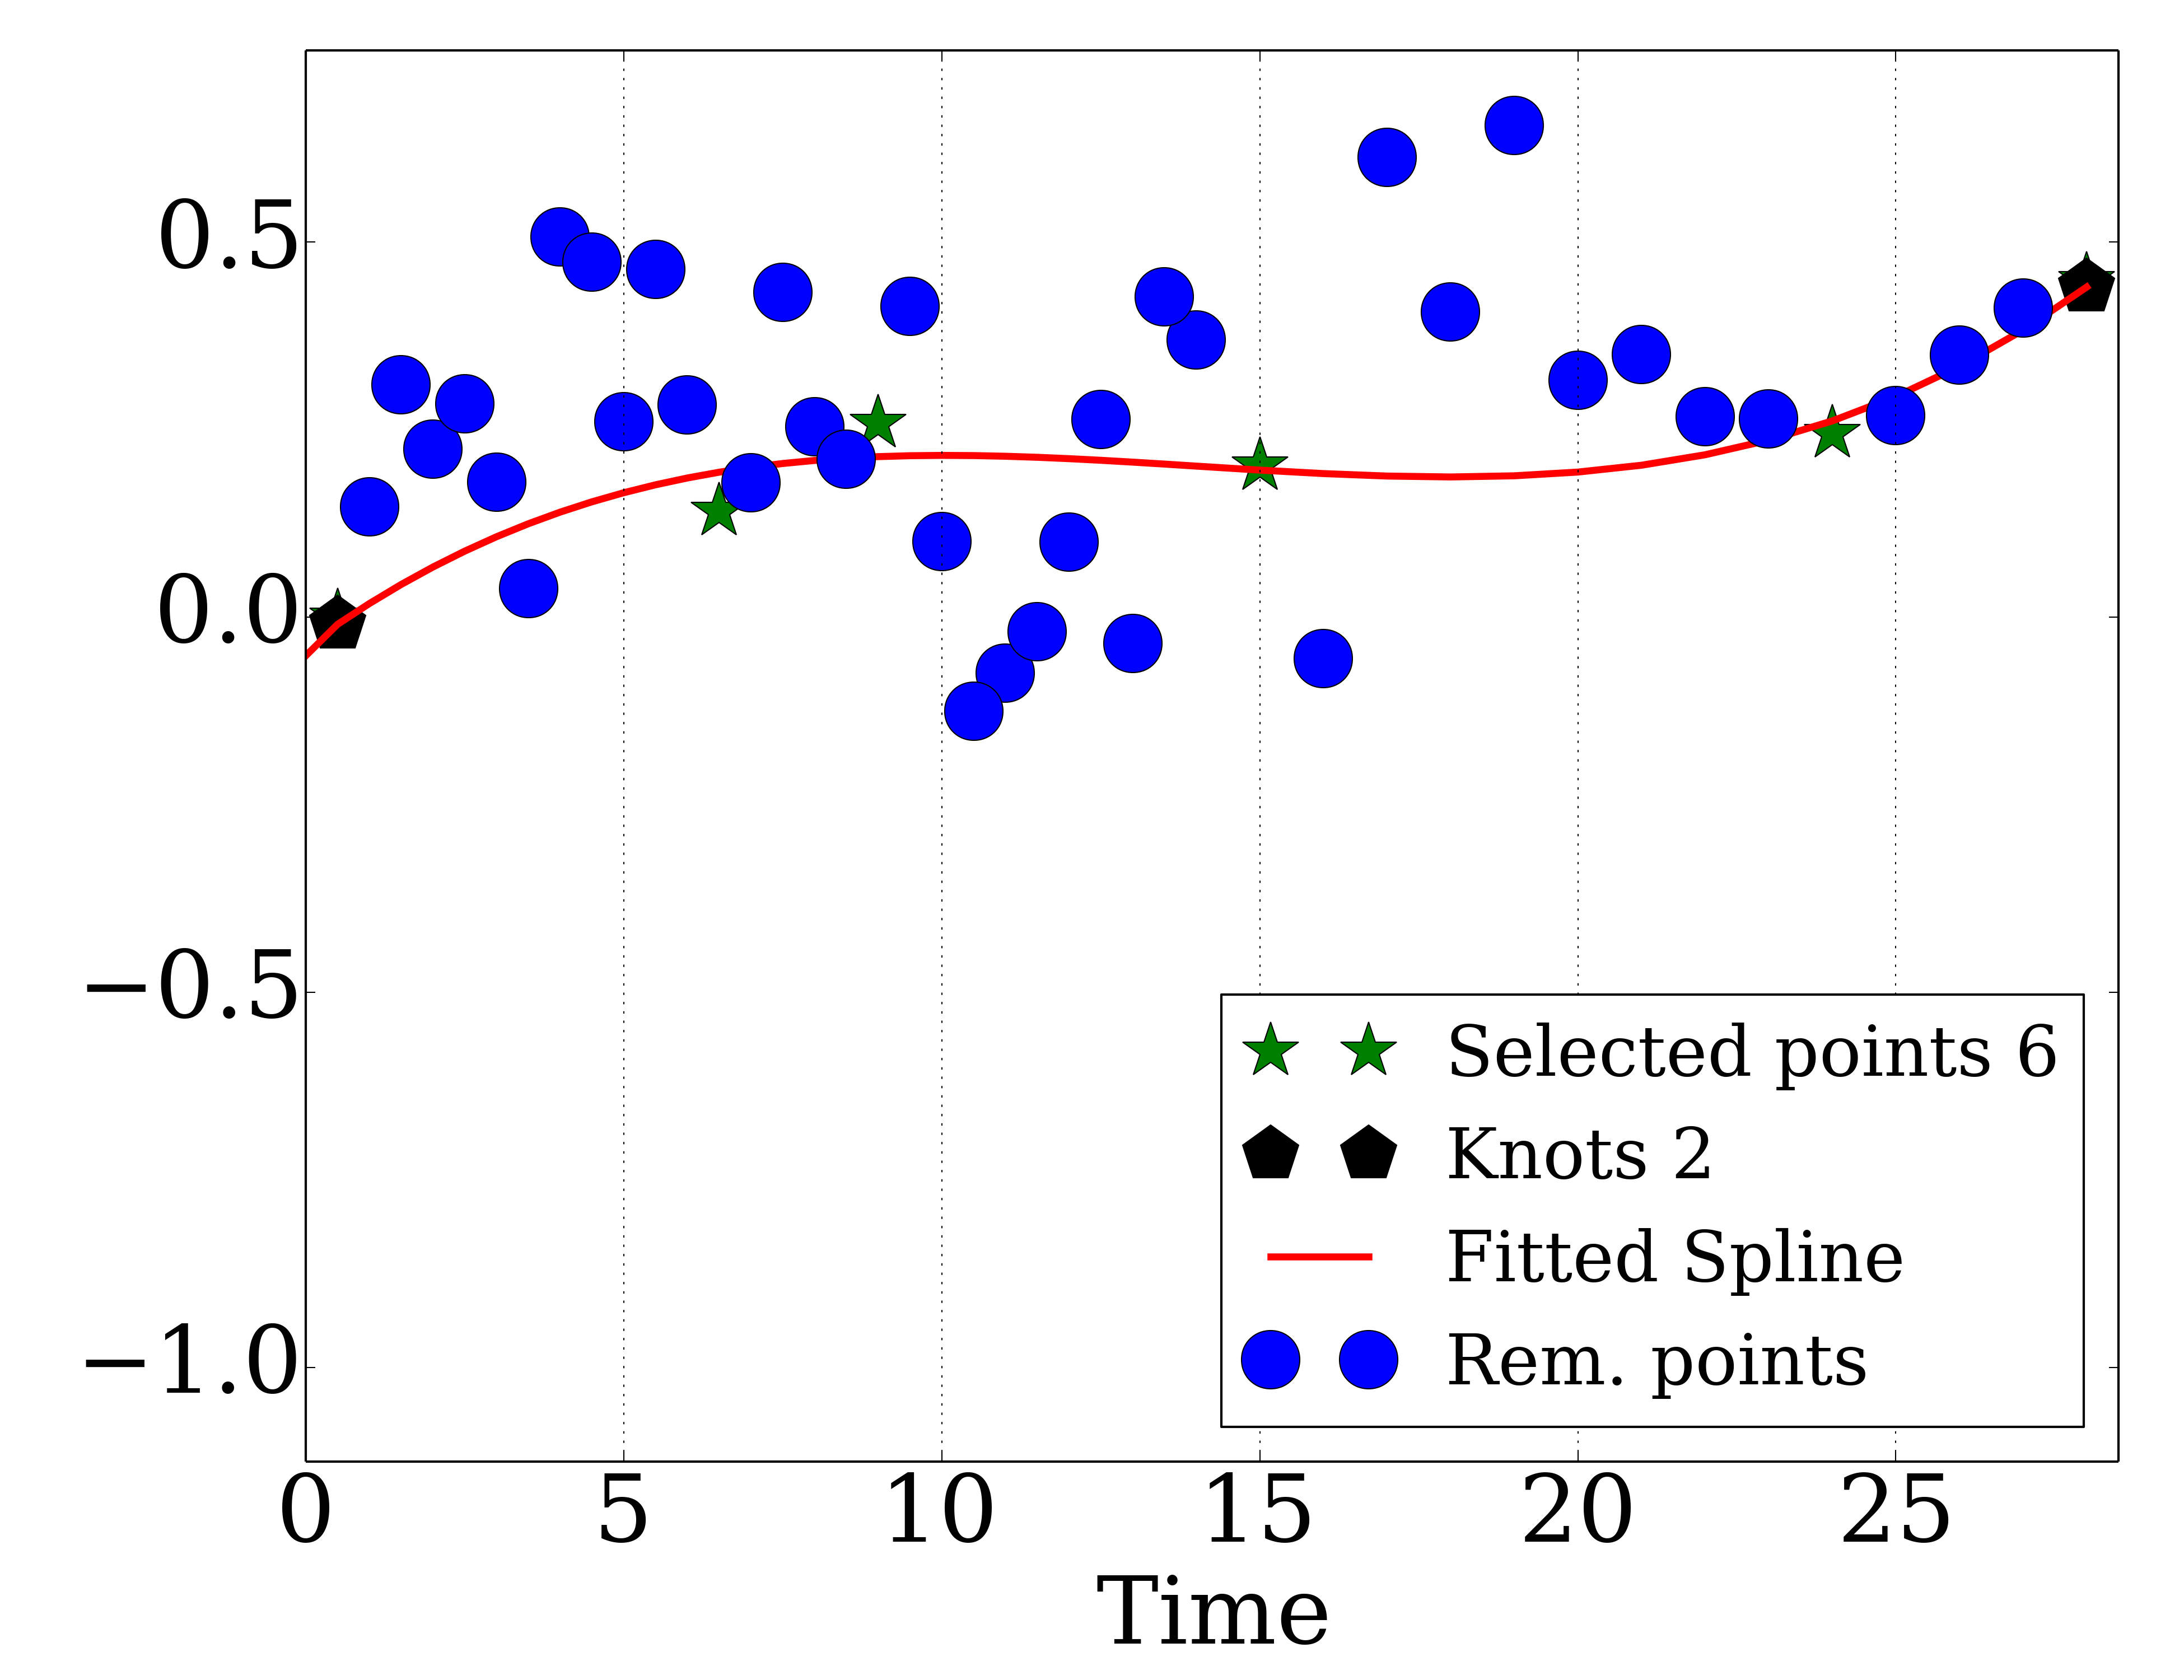 0.5
0.0
−0.5
−1.0
Selected points 6
Knots 2
Fitted Spline
Rem. points
0 5 10 15 20 25
Time